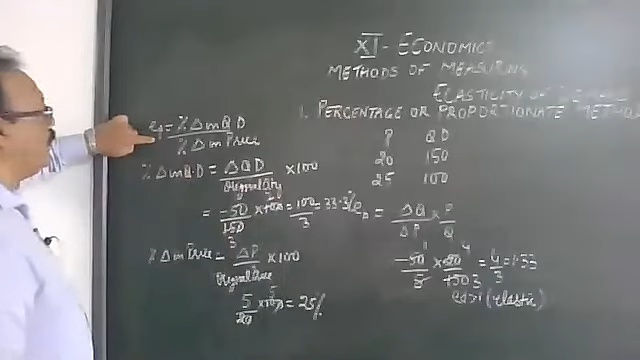 XI - ECONOMICS
METHODS OF MEASURING
ELASTICITY OF
1. PERCENTAGE OR PROPORTIONATE METHOD
P QD
20 150
25 100
= % Δ in Q D
% Δ in Price
% Δ in Q.D = ΔQD / Original Qty × 100
= -50 / 150 × 100 = 100 / 3 = 33.3%
% Δ in Price = ΔP / Original Price × 100
5 / 20 × 100 = 25%
= ΔQ / ΔP × P / Q
-50 / 5 × 20 / 150 = 4 / 3 = 1.33
ed>1 (elastic)